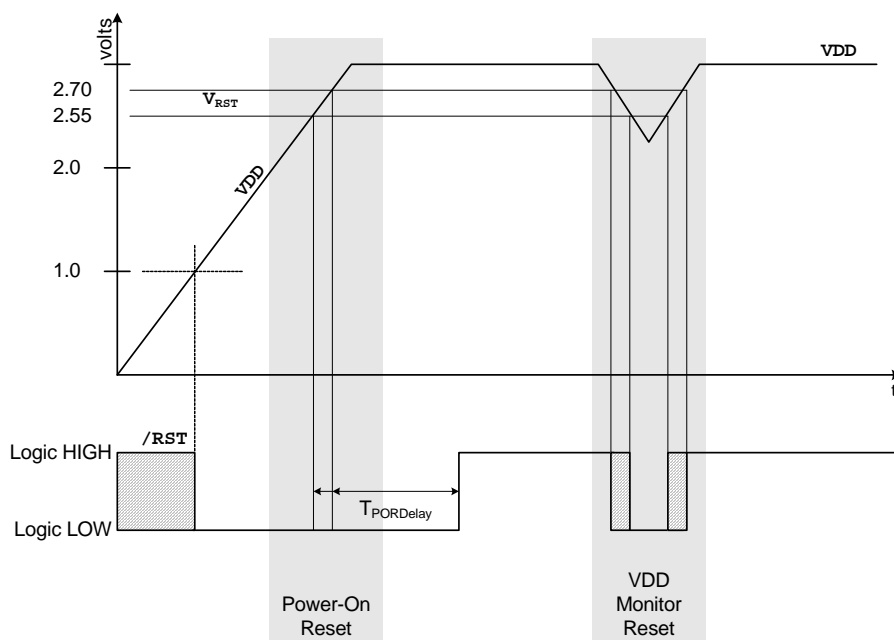 volts
VDD
2.70
VRST
2.55
2.0
VDD
1.0
t
/RST
Logic HIGH
TPORDelay
Logic LOW
Power-On
Reset
VDD
Monitor
Reset